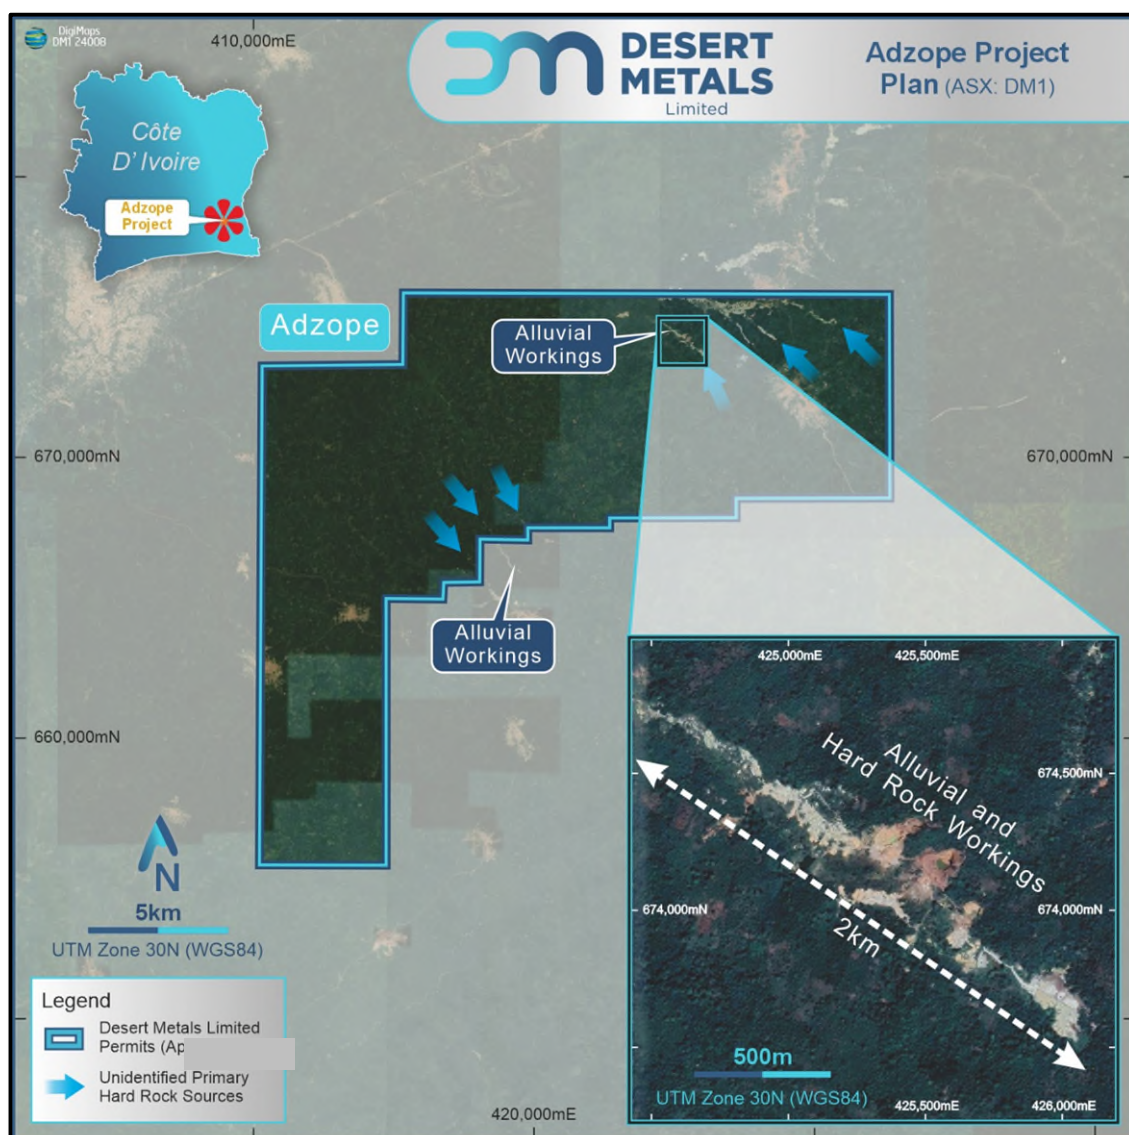 DigiMaps
DM1 24008
410,000mE
DESERT
METALS
Limited
Adzope Project
Plan (ASX: DM1)
Côte
D' Ivoire
Adzope
Project
Adzope
Alluvial
Workings
670,000mN
670,000mN
Alluvial
Workings
660,000mN
N
5km
UTM Zone 30N (WGS84)
Legend
Desert Metals Limited
Permits
Unidentified Primary
Hard Rock Sources
420,000mE
425,000mE
425,500mE
Alluvial and
Hard Rock Workings
674,500mN
674,000mN
674,000mN
2km
500m
UTM Zone 30N (WGS84)
425,500mE
426,000mE